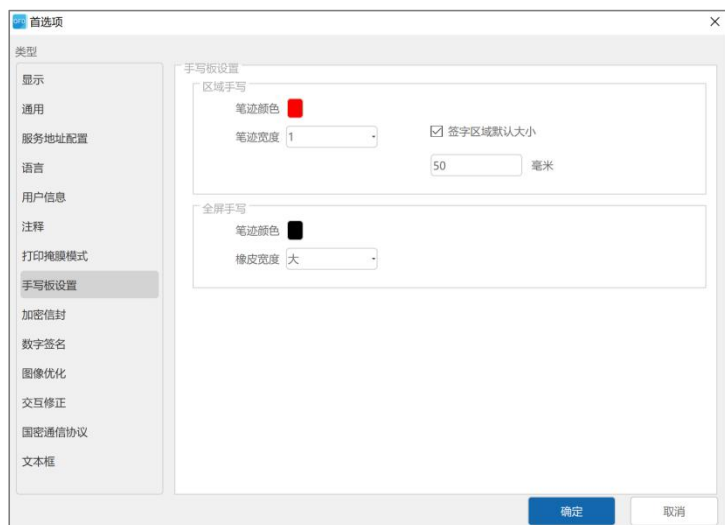 OFD 首选项
类型
显示
通用
服务地址配置
语言
用户信息
注释
打印掩膜模式
手写板设置
加密信封
数字签名
图像优化
交互修正
国密通信协议
文本框
手写板设置
区域手写
笔迹颜色
笔迹宽度 1
签字区域默认大小
50 毫米
全屏手写
笔迹颜色
橡皮宽度 大
确定 取消